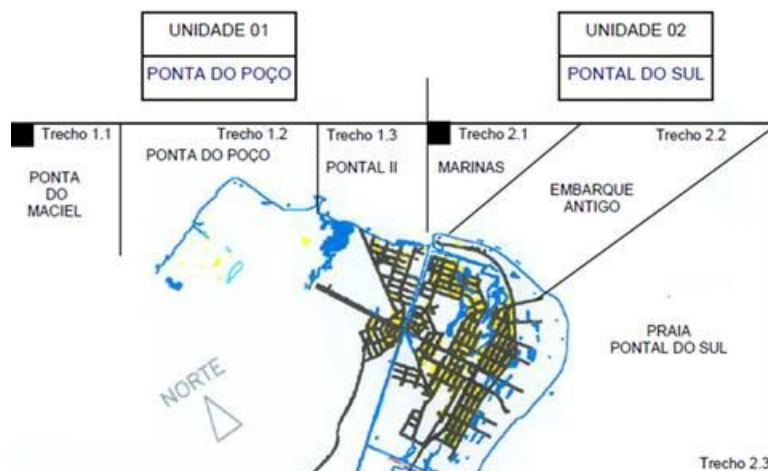 UNIDADE 01
PONTA DO POÇO
UNIDADE 02
PONTAL DO SUL
Trecho 1.1
PONTA
DO
MACIEL
Trecho 1.2
PONTA DO POÇO
Trecho 1.3
PONTAL II
Trecho 2.1
MARINAS
Trecho 2.2
EMBARQUE
ANTIGO
PRAIA
PONTAL DO SUL
NORTE
Trecho 2.3